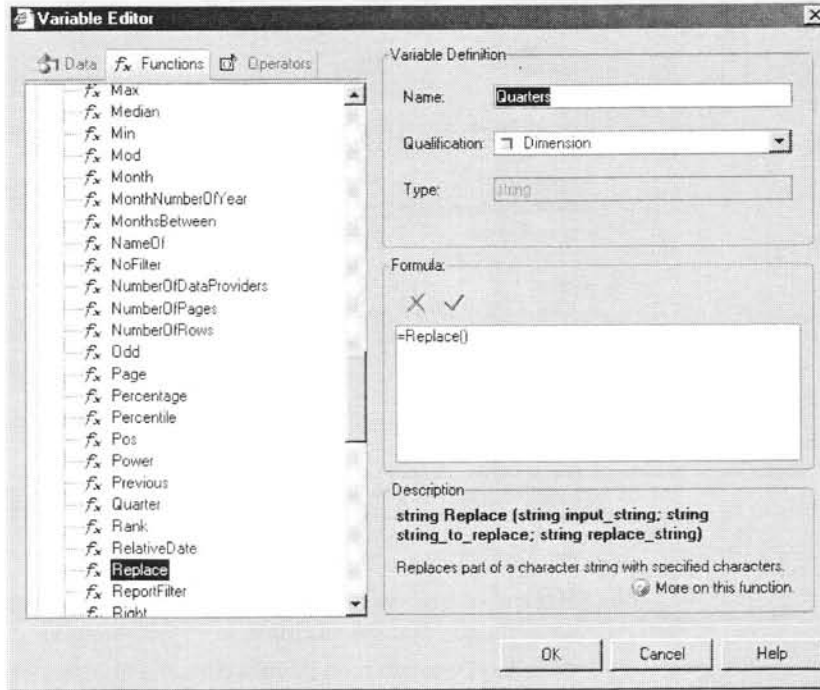 Variable Editor
Data
Functions
Operators
Max
Median
Min
Mod
Month
MonthNumberOfYear
MonthsBetween
NameOf
NoFilter
NumberOfDataProviders
NumberOfPages
NumberOfRows
Odd
Page
Percentage
Percentile
Pos
Power
Previous
Quarter
Rank
RelativeDate
Replace
ReportFilter
Right
Variable Definition
Name: Quarters
Qualification: Dimension
Type: string
Formula:
=Replace()
Description
string Replace (string input_string; string
string_to_replace; string replace_string)
Replaces part of a character string with specified characters.
More on this function.
OK
Cancel
Help